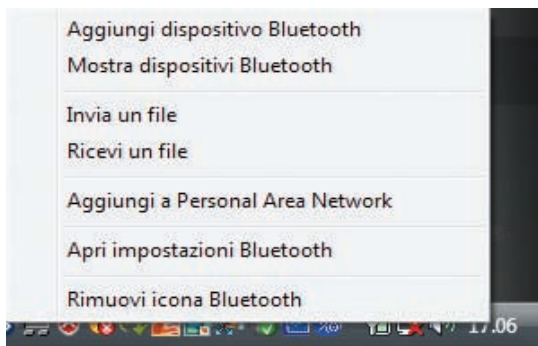 Aggiungi dispositivo Bluetooth
Mostra dispositivi Bluetooth
Invia un file
Ricevi un file
Aggiungi a Personal Area Network
Apri impostazioni Bluetooth
Rimuovi icona Bluetooth
17.06